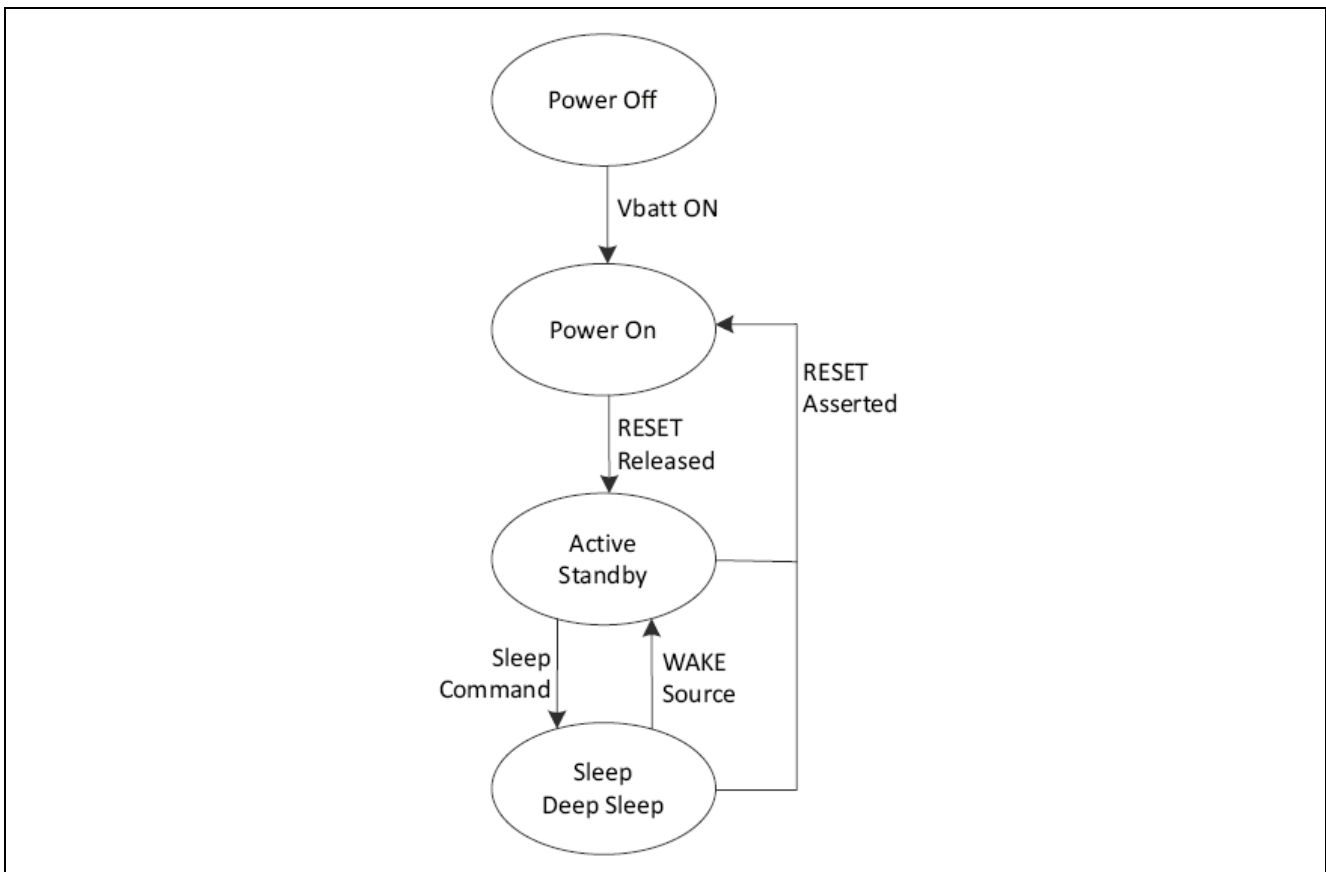 Power Off
Vbatt ON
Power On
RESET
Asserted
RESET
Released
Active
Standby
Sleep
Command
WAKE
Source
Sleep
Deep Sleep